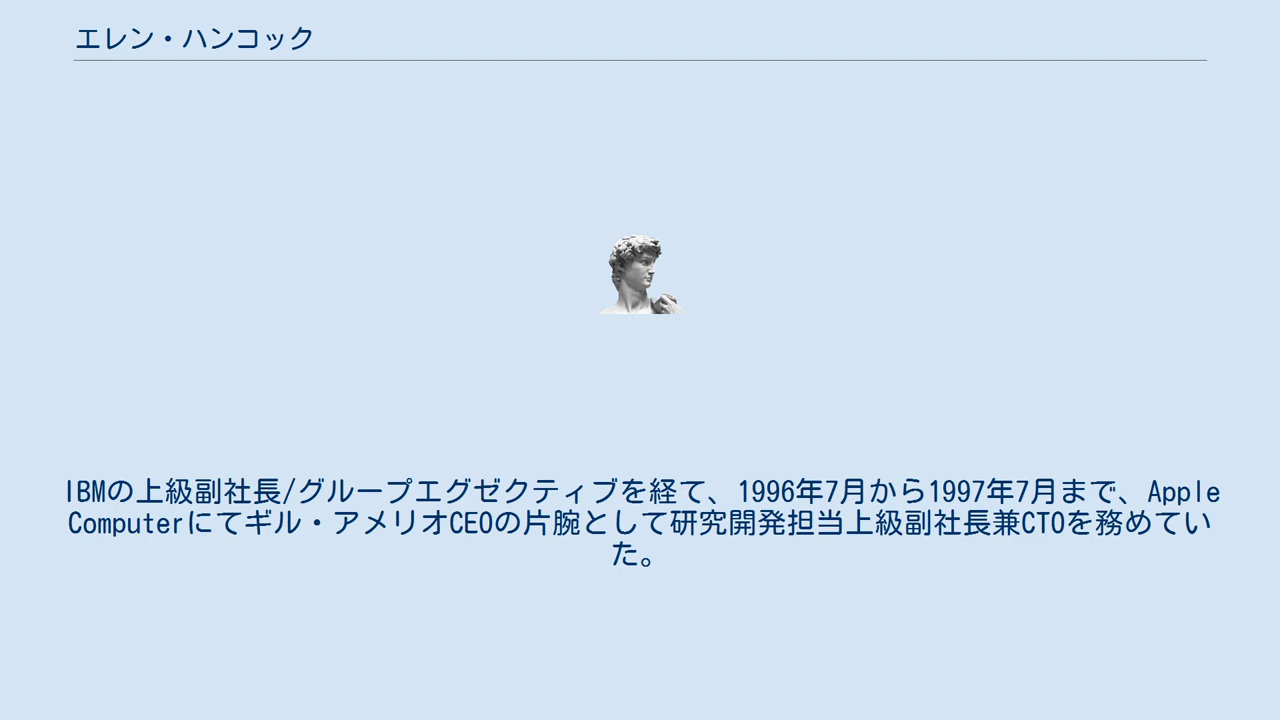 エレン・ハンコック
IBMの上級副社長/グループエグゼクティブを経て、1996年7月から1997年7月まで、Apple
Computerにてギル・アメリオCEOの片腕として研究開発担当上級副社長兼CTOを務めてい
た。